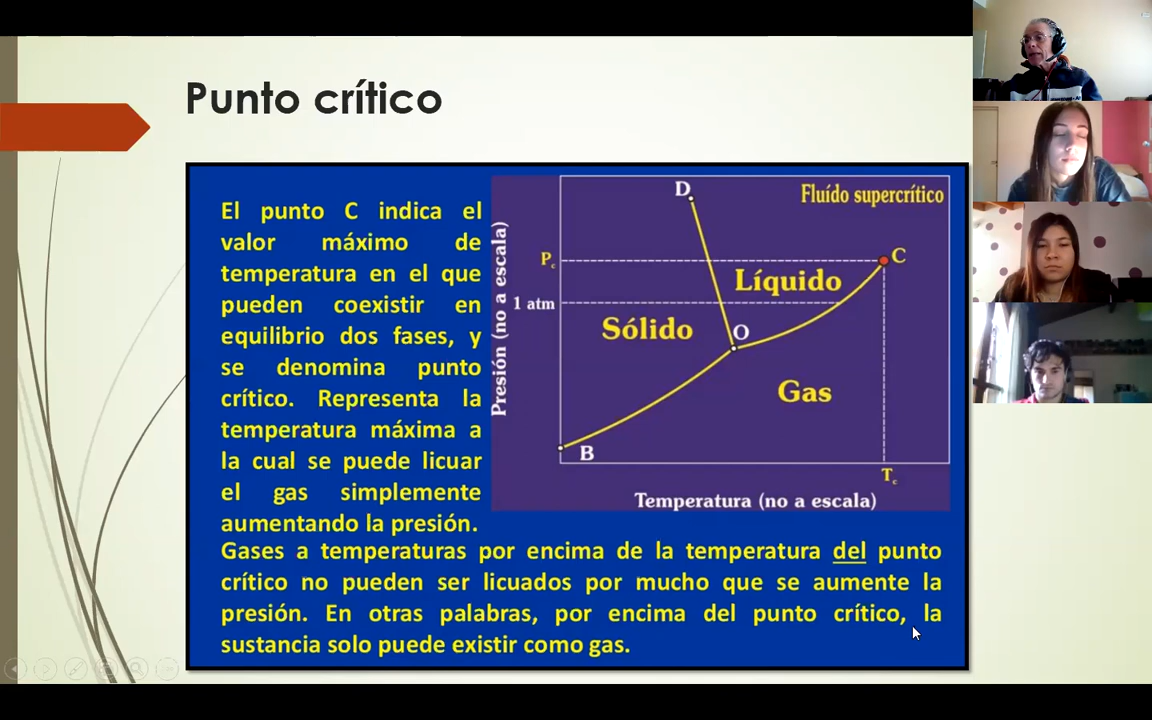 Punto crítico
El punto C indica el
valor máximo de
temperatura en el que
pueden coexistir en
equilibrio dos fases, y
se denomina punto
crítico. Representa la
temperatura máxima a
la cual se puede licuar
el gas simplemente
aumentando la presión.
Gases a temperaturas por encima de la temperatura del punto
crítico no pueden ser licuados por mucho que se aumente la
presión. En otras palabras, por encima del punto crítico, la
sustancia solo puede existir como gas.
Presión (no a escala)
D
Fluído supercrítico
Pc
C
Líquido
1 atm
Sólido
O
Gas
B
Tc
Temperatura (no a escala)